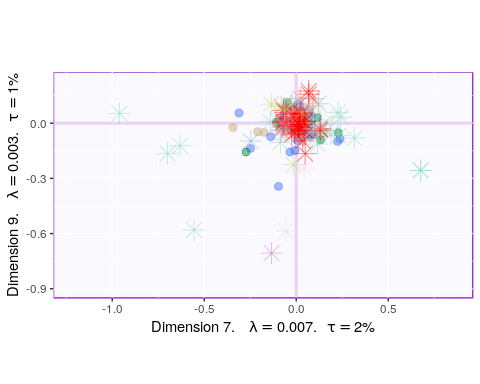 Dimension 9.  λ = 0.003.  τ = 1%
0.0
-0.3
-0.6
-0.9
-1.0 -0.5 0.0 0.5
Dimension 7.  λ = 0.007.  τ = 2%